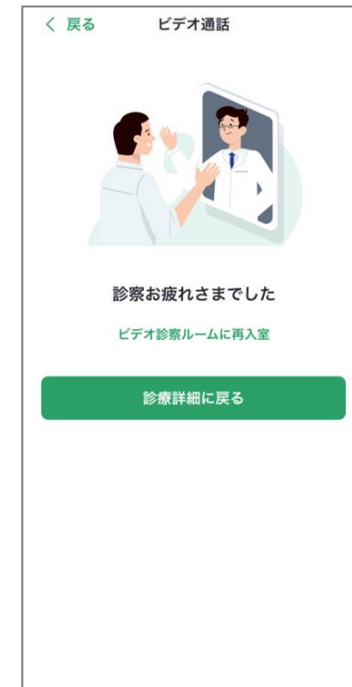 戻る ビデオ通話
診察お疲れさまでした
ビデオ診察ルームに再入室
診療詳細に戻る